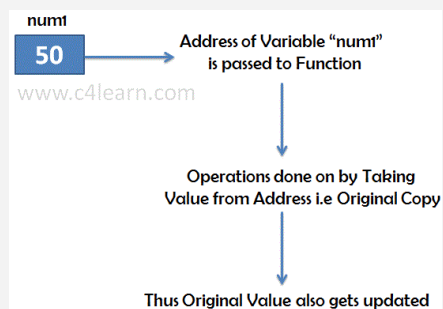 num1
50
Address of Variable “num1”
is passed to Function
www.c4learn.com
Operations done on by Taking
Value from Address i.e Original Copy
Thus Original Value also gets updated